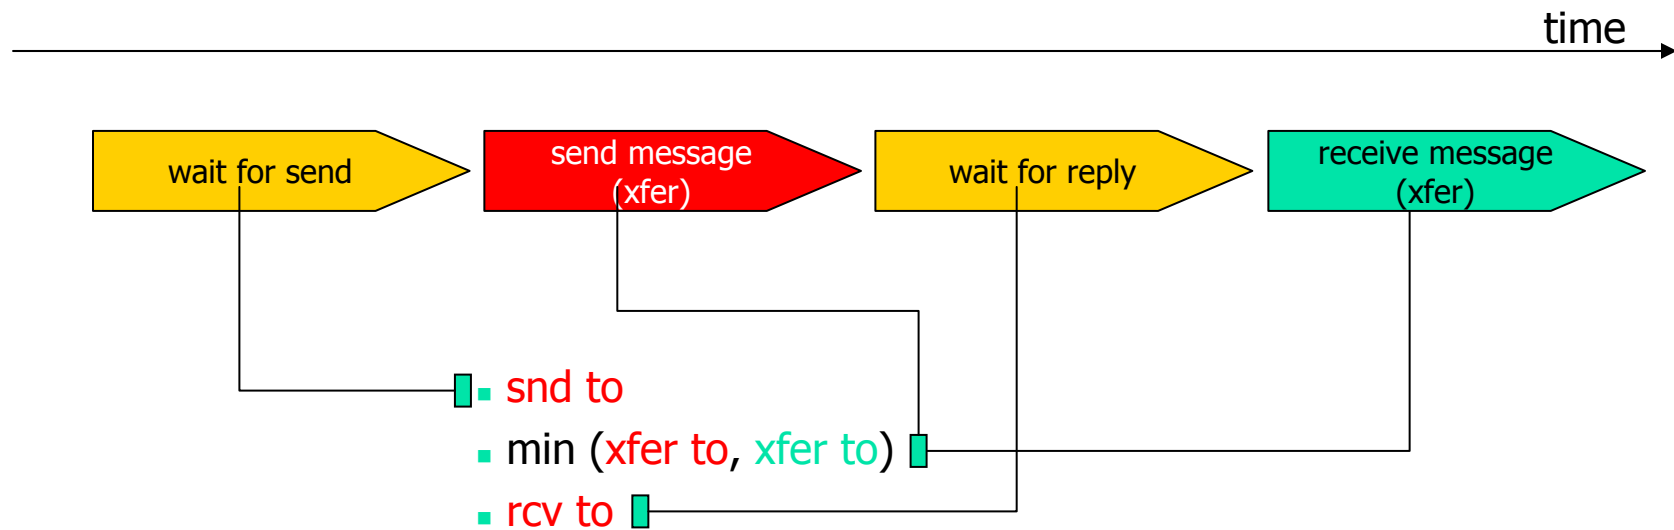 time
wait for send
send message
(xfer)
wait for reply
receive message
(xfer)
snd to
min (xfer to, xfer to)
rcv to